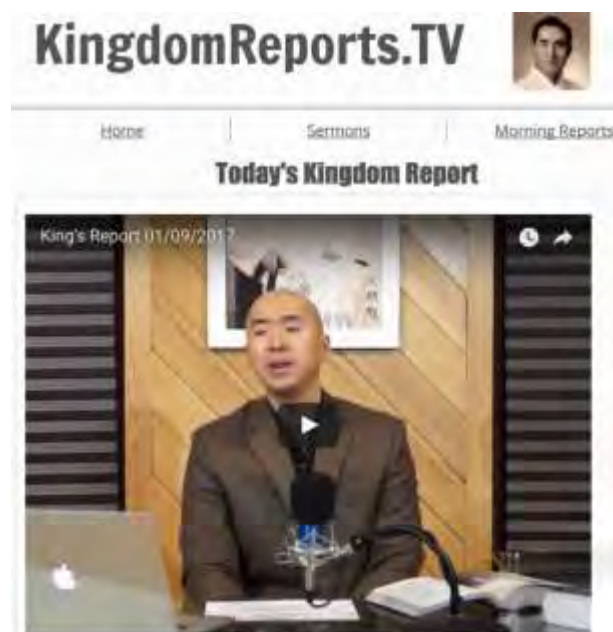 KingdomReports.TV
Home
Sermons
Morning Reports
Today's Kingdom Report
King's Report 01/09/2017